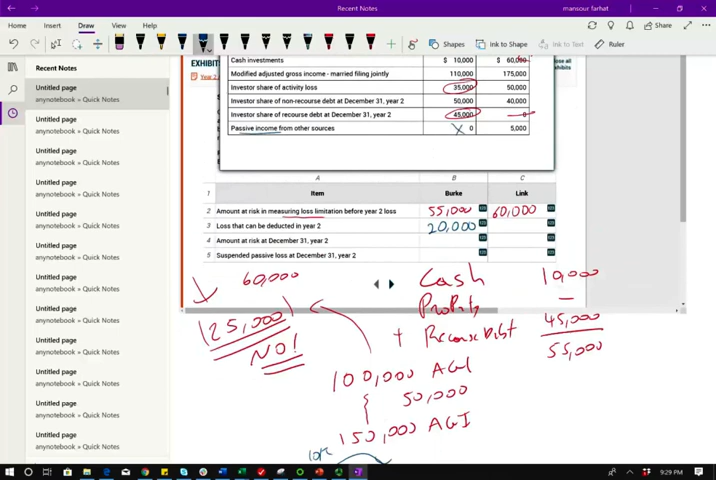 Recent Notes
mansour farhat
Home Insert Draw View Help
Share
Shapes Ink to Shape Ink to Text Ruler
Recent Notes
Untitled page
anynotebook » Quick Notes
Untitled page
anynotebook » Quick Notes
Untitled page
anynotebook » Quick Notes
Untitled page
anynotebook » Quick Notes
Untitled page
anynotebook » Quick Notes
Untitled page
anynotebook » Quick Notes
Untitled page
anynotebook » Quick Notes
Untitled page
anynotebook » Quick Notes
Untitled page
anynotebook » Quick Notes
Untitled page
anynotebook » Quick Notes
Untitled page
anynotebook » Quick Notes
Untitled page
anynotebook » Quick Notes
EXHIBITS
Year 2
Cash investments $ 10,000 $ 60,000
Modified adjusted gross income - married filing jointly 110,000 175,000
Investor share of activity loss 35,000 50,000
Investor share of non-recourse debt at December 31, year 2 50,000 40,000
Investor share of recourse debt at December 31, year 2 45,000 0
Passive income from other sources X 0 5,000
A B C
1 Item Burke Link
2 Amount at risk in measuring loss limitation before year 2 loss 55,000 60,000
3 Loss that can be deducted in year 2 20,000
4 Amount at risk at December 31, year 2
5 Suspended passive loss at December 31, year 2
60,000
125,000
NO!
Cash 10,000
Property —
+ Recourse Debt 45,000
55,000
100,000 AGI
50,000
150,000 AGI
10K
9:29 PM